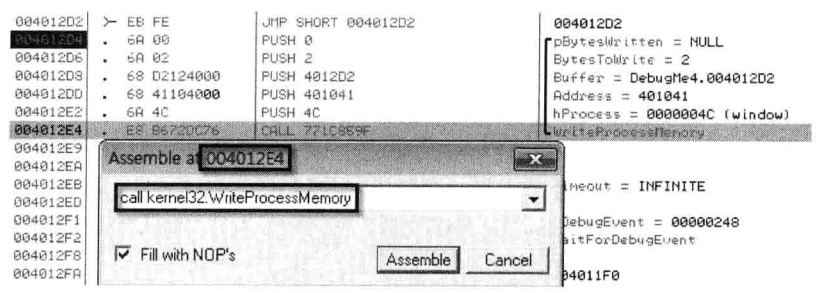 004012D2 EB FE JMP SHORT 004012D2 004012D2
004012D4 . 6A 00 PUSH 0 pBytesWritten = NULL
004012D6 . 6A 02 PUSH 2 BytesToWrite = 2
004012D8 . 68 D2124000 PUSH 4012D2 Buffer = DebugMe4.004012D2
004012DD . 68 41104000 PUSH 401041 Address = 401041
004012E2 . 6A 4C PUSH 4C hProcess = 0000004C (window)
004012E4 . E8 B672DC76 CALL 771C859F WriteProcessMemory
004012E9
Assemble at 004012E4
004012EA
004012EB imeout = INFINITE
call kernel32.WriteProcessMemory
004012ED
004012F1 DebugEvent = 00000248
004012F2 aitForDebugEvent
004012F8 Fill with NOP's Assemble Cancel
004012FA 04011F0